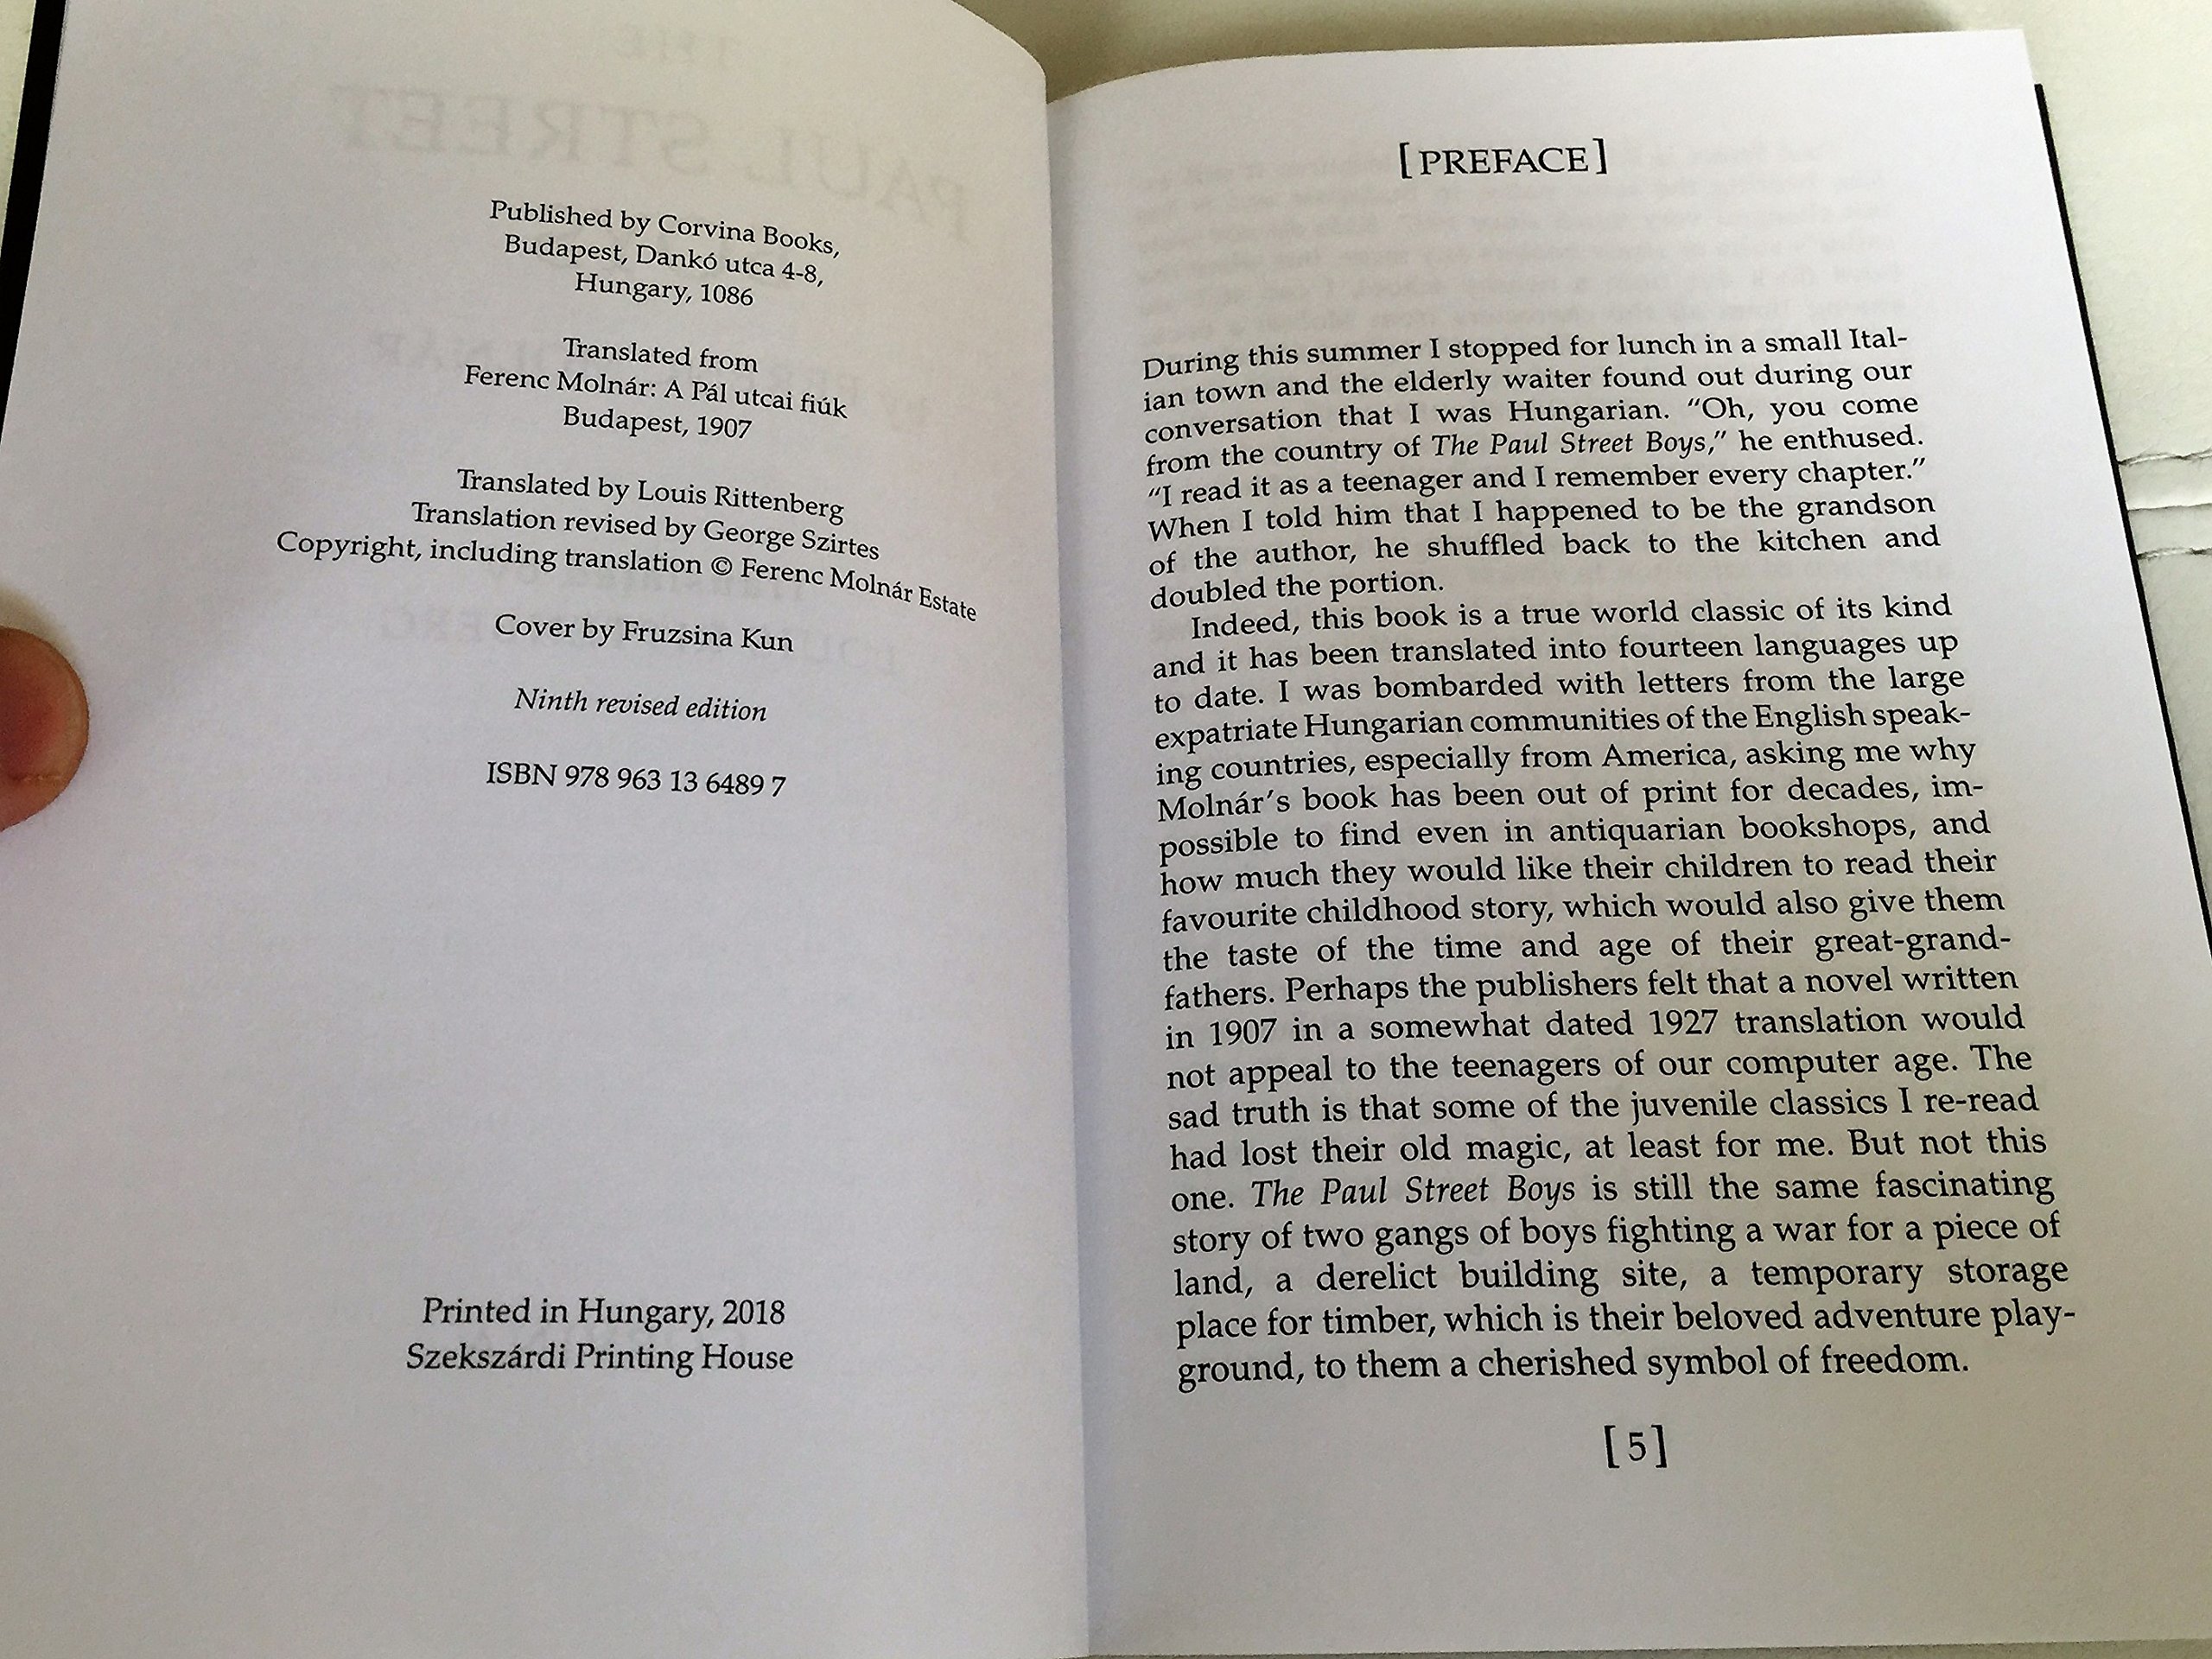 Published by Corvina Books,
Budapest, Dankó utca 4-8,
Hungary, 1086
Translated from
Ferenc Molnár: A Pál utcai fiúk
Budapest, 1907
Translated by Louis Rittenberg
Translation revised by George Szirtes
Copyright, including translation © Ferenc Molnár Estate
Cover by Fruzsina Kun
Ninth revised edition
ISBN 978 963 13 6489 7
Printed in Hungary, 2018
Szekszárdi Printing House
[PREFACE]
During this summer I stopped for lunch in a small Ital-
ian town and the elderly waiter found out during our
conversation that I was Hungarian. “Oh, you come
from the country of The Paul Street Boys,” he enthused.
“I read it as a teenager and I remember every chapter.”
When I told him that I happened to be the grandson
of the author, he shuffled back to the kitchen and
doubled the portion.
Indeed, this book is a true world classic of its kind
and it has been translated into fourteen languages up
to date. I was bombarded with letters from the large
expatriate Hungarian communities of the English speak-
ing countries, especially from America, asking me why
Molnár’s book has been out of print for decades, im-
possible to find even in antiquarian bookshops, and
how much they would like their children to read their
favourite childhood story, which would also give them
the taste of the time and age of their great-grand-
fathers. Perhaps the publishers felt that a novel written
in 1907 in a somewhat dated 1927 translation would
not appeal to the teenagers of our computer age. The
sad truth is that some of the juvenile classics I re-read
had lost their old magic, at least for me. But not this
one. The Paul Street Boys is still the same fascinating
story of two gangs of boys fighting a war for a piece of
land, a derelict building site, a temporary storage
place for timber, which is their beloved adventure play-
ground, to them a cherished symbol of freedom.
[5]